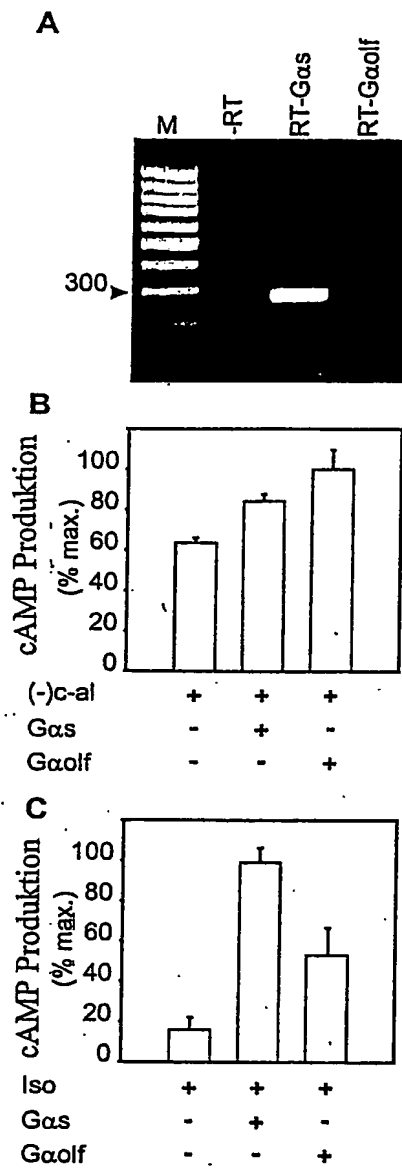 A
M
-RT
RT-Gαs
RT-Gαolf
300
B
cAMP Produktion
(% max.)
100
80
60
40
20
0
(-)c-al + + +
Gαs - + -
Gαolf - - +
C
cAMP Produktion
(% max.)
100
80
60
40
20
0
Iso + + +
Gαs - + -
Gαolf - - +